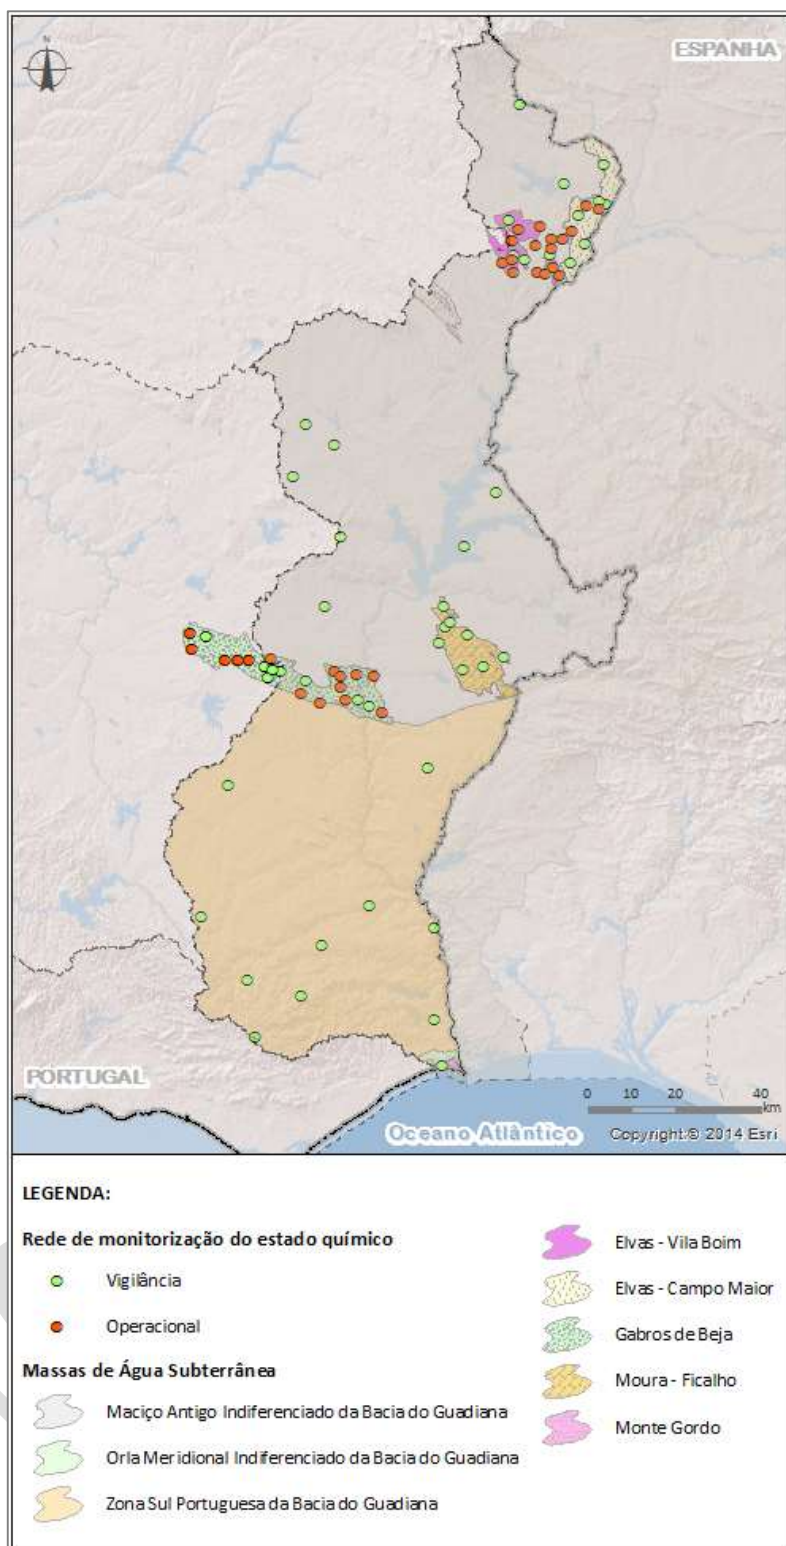 N
ESPANHA
PORTUGAL
0 10 20 40
km
Oceano Atlântico
Copyright:© 2014 Esri
LEGENDA:
Rede de monitorização do estado químico
Vigilância
Operacional
Massas de Água Subterrânea
Maciço Antigo Indiferenciado da Bacia do Guadiana
Orla Meridional Indiferenciado da Bacia do Guadiana
Zona Sul Portuguesa da Bacia do Guadiana
Elvas - Vila Boim
Elvas - Campo Maior
Gabros de Beja
Moura - Ficalho
Monte Gordo